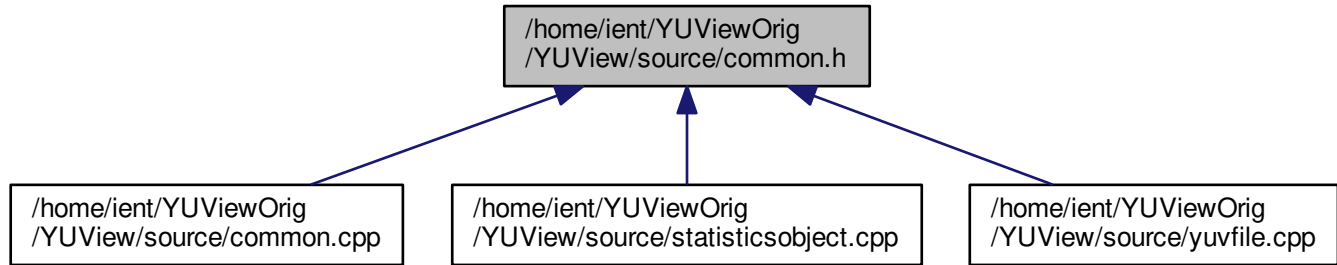 /home/ient/YUViewOrig
/YUView/source/common.h
/home/ient/YUViewOrig
/YUView/source/common.cpp
/home/ient/YUViewOrig
/YUView/source/statisticsobject.cpp
/home/ient/YUViewOrig
/YUView/source/yuvfile.cpp